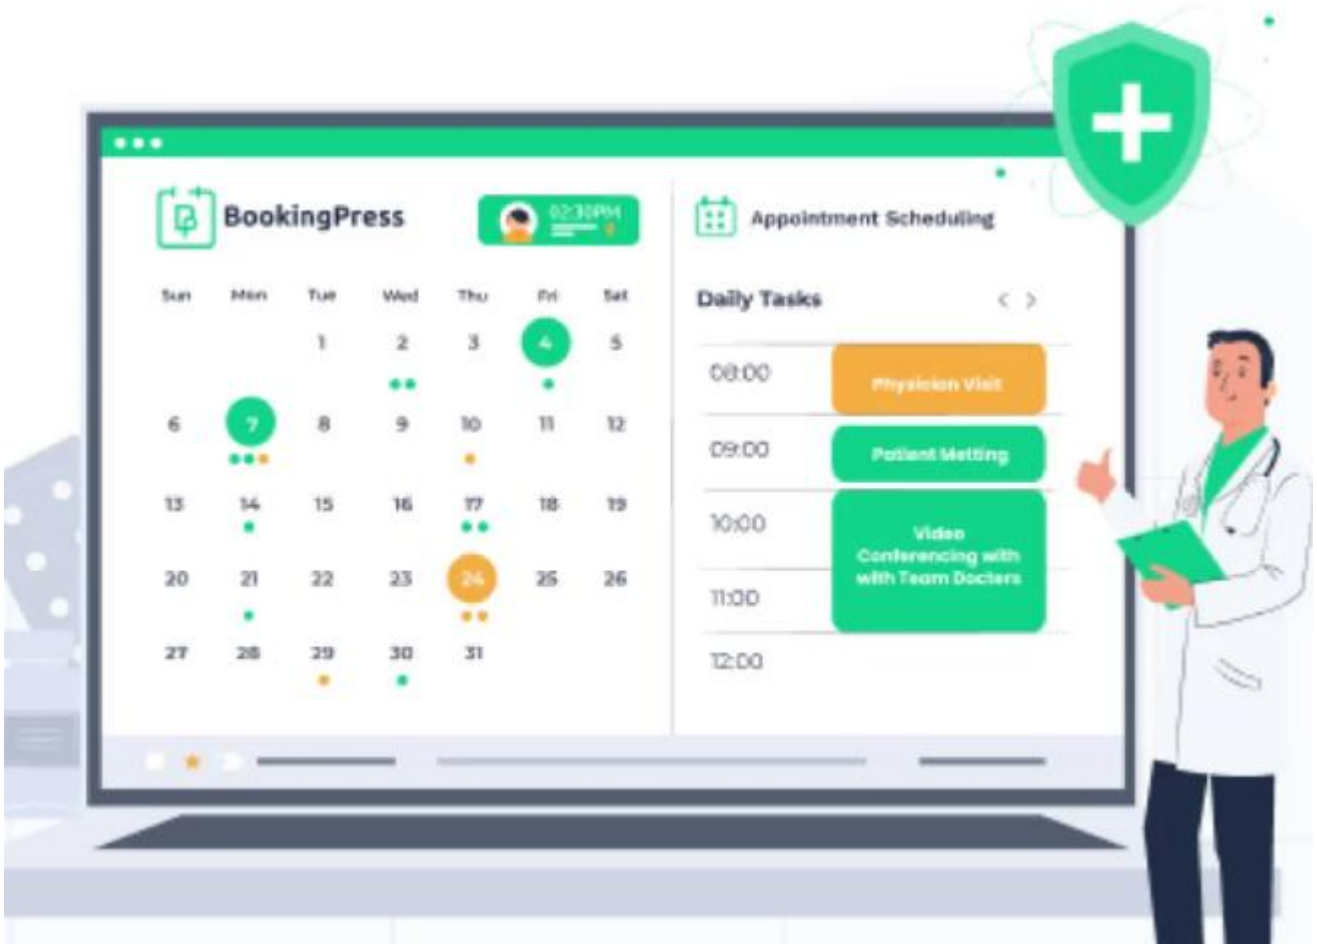 BookingPress
02:30PM
Appointment Scheduling
Sun Mon Tue Wed Thu Fri Sat
1 2 3 4 5
6 7 8 9 10 11 12
13 14 15 16 17 18 19
20 21 22 23 24 25 26
27 28 29 30 31
Daily Tasks < >
08:00 Physician Visit
09:00 Patient Metting
10:00 Video
Conferencing with
with Team Docters
11:00
12:00